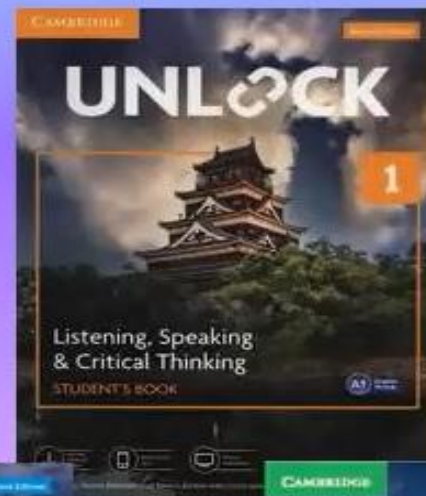 CAMBRIDGE
UNLOCK
1
Listening, Speaking
& Critical Thinking
STUDENT'S BOOK
A1
CAMBRIDGE